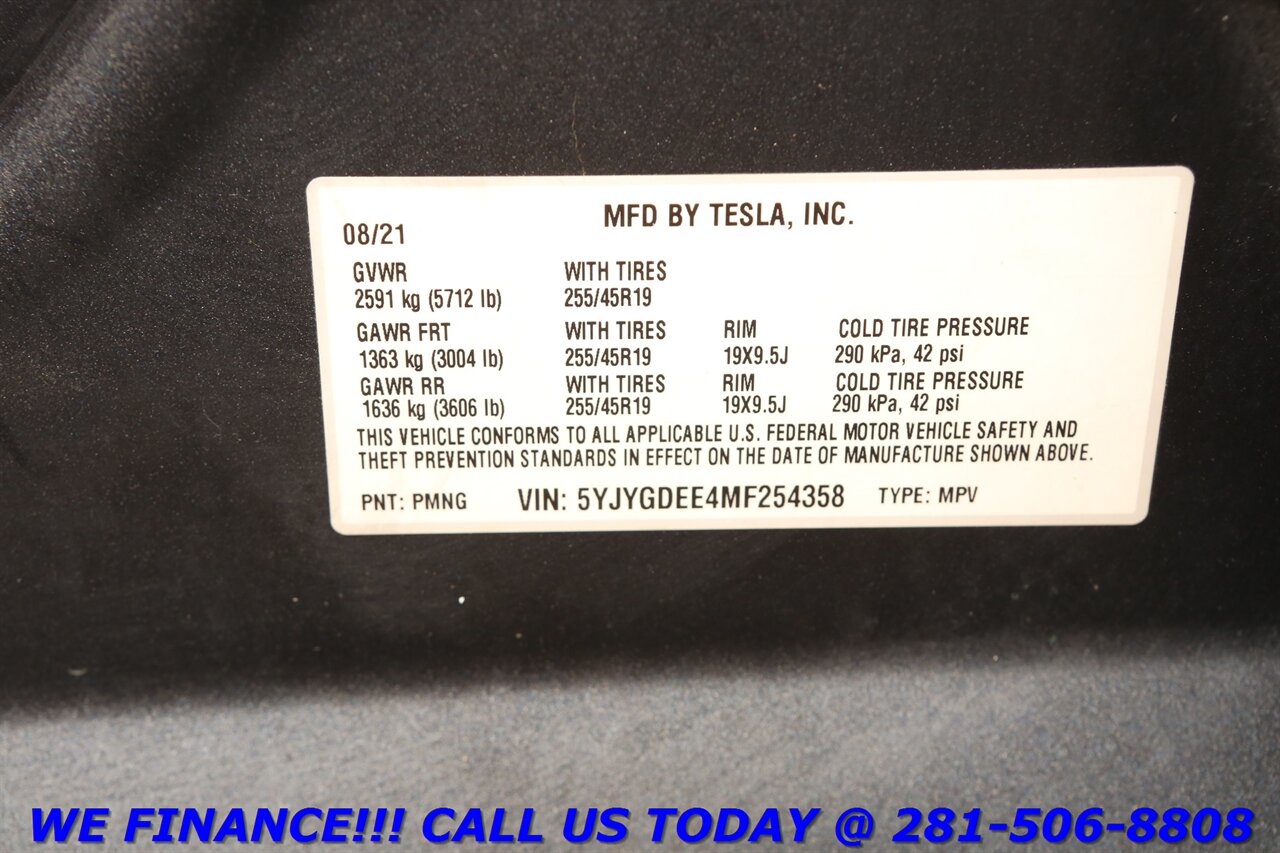 MFD BY TESLA, INC.
08/21
GVWR WITH TIRES
2591 kg (5712 lb) 255/45R19
GAWR FRT WITH TIRES RIM COLD TIRE PRESSURE
1363 kg (3004 lb) 255/45R19 19X9.5J 290 kPa, 42 psi
GAWR RR WITH TIRES RIM COLD TIRE PRESSURE
1636 kg (3606 lb) 255/45R19 19X9.5J 290 kPa, 42 psi
THIS VEHICLE CONFORMS TO ALL APPLICABLE U.S. FEDERAL MOTOR VEHICLE SAFETY AND
THEFT PREVENTION STANDARDS IN EFFECT ON THE DATE OF MANUFACTURE SHOWN ABOVE.
PNT: PMNG VIN: 5YJYGDEE4MF254358 TYPE: MPV
WE FINANCE!!! CALL US TODAY @ 281-506-8808